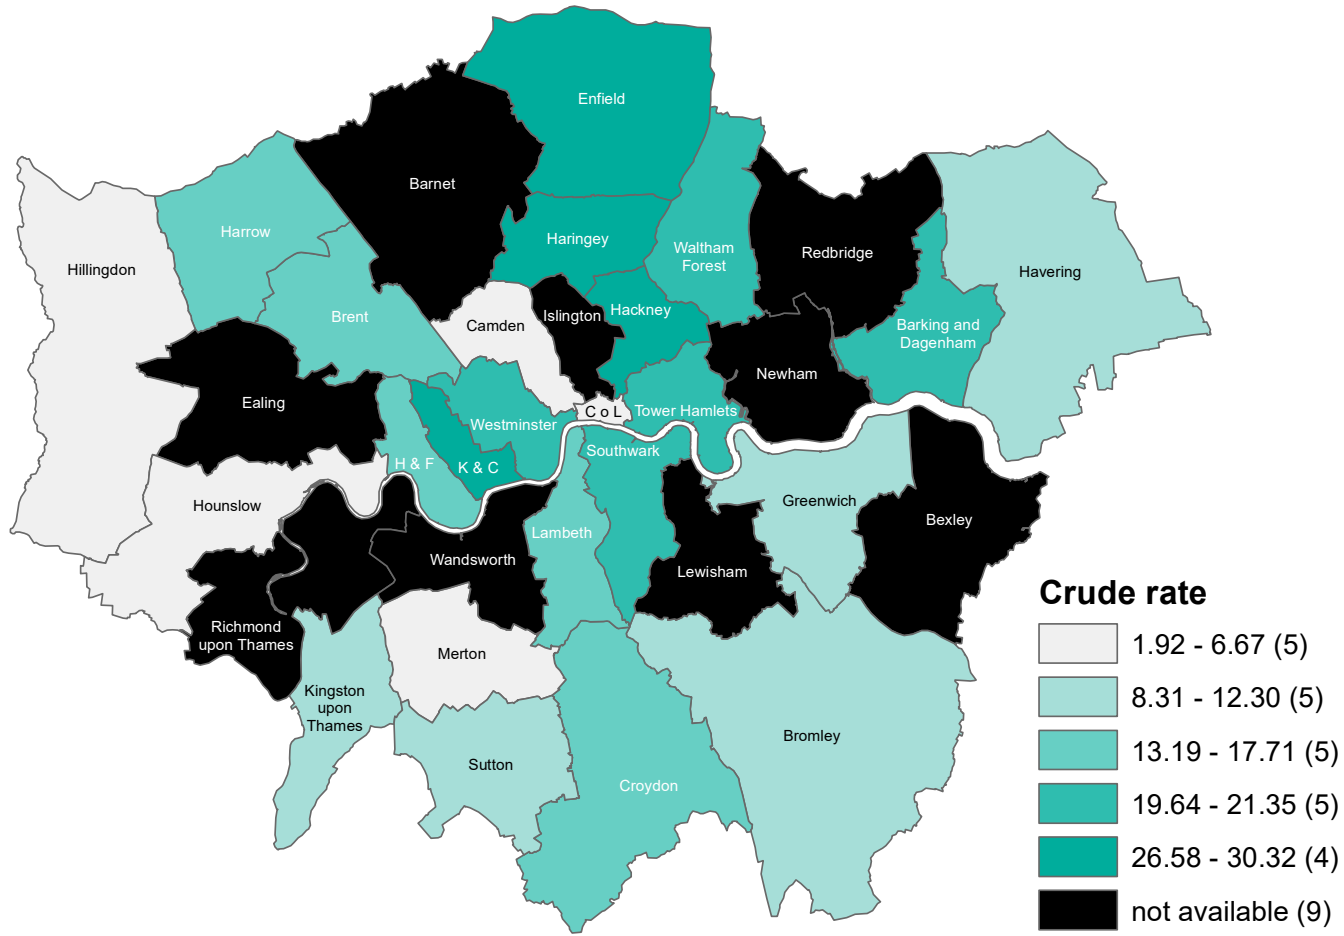 Enfield
Barnet
Harrow
Haringey
Waltham
Forest
Redbridge
Hillingdon
Havering
Hackney
Islington
Brent
Camden
Barking and
Dagenham
Newham
Ealing
C o L
Tower Hamlets
Westminster
Southwark
H & F
K & C
Hounslow
Greenwich
Bexley
Lambeth
Wandsworth
Lewisham
Richmond
upon Thames
Merton
Kingston
upon
Thames
Bromley
Sutton
Croydon
Crude rate
1.92 - 6.67 (5)
8.31 - 12.30 (5)
13.19 - 17.71 (5)
19.64 - 21.35 (5)
26.58 - 30.32 (4)
not available (9)